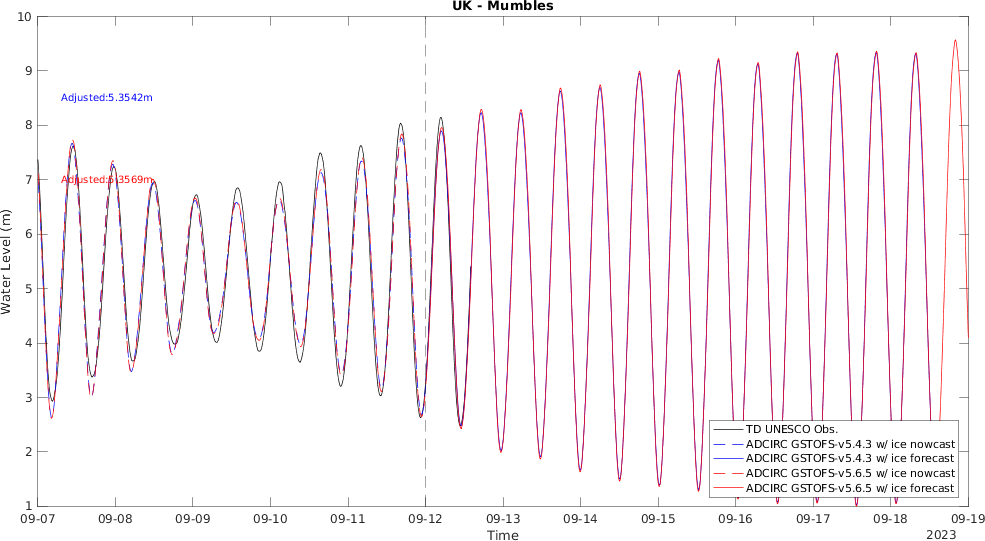 UK - Mumbles
Water Level (m)
10
9
8
7
6
5
4
3
2
1
Adjusted:5.3542m
Adjusted:5.3569m
TD UNESCO Obs.
ADCIRC GSTOFS-v5.4.3 w/ ice nowcast
ADCIRC GSTOFS-v5.4.3 w/ ice forecast
ADCIRC GSTOFS-v5.6.5 w/ ice nowcast
ADCIRC GSTOFS-v5.6.5 w/ ice forecast
09-07 09-08 09-09 09-10 09-11 09-12 09-13 09-14 09-15 09-16 09-17 09-18 09-19
Time
2023